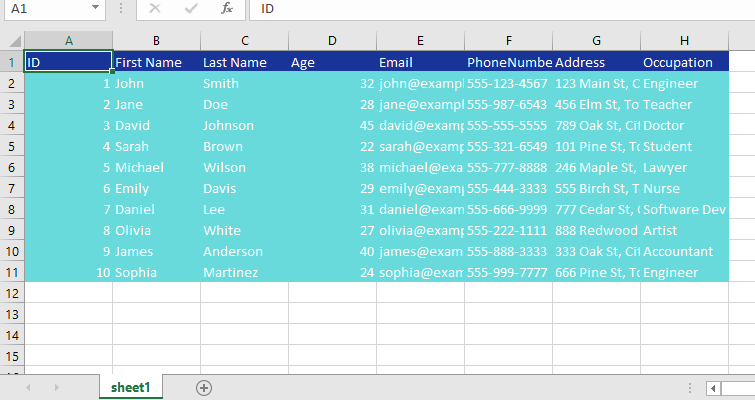 A1 fx ID
A B C D E F G H
1 ID First Name Last Name Age Email PhoneNumbe Address Occupation
2 1 John Smith 32 john@exampl 555-123-4567 123 Main St, C Engineer
3 2 Jane Doe 28 jane@exampl 555-987-6543 456 Elm St, To Teacher
4 3 David Johnson 45 david@examp 555-555-5555 789 Oak St, Cit Doctor
5 4 Sarah Brown 22 sarah@examp 555-321-6549 101 Pine St, To Student
6 5 Michael Wilson 38 michael@exa 555-777-8888 246 Maple St, Lawyer
7 6 Emily Davis 29 emily@exam 555-444-3333 555 Birch St, T Nurse
8 7 Daniel Lee 31 daniel@exam 555-666-9999 777 Cedar St, Software Dev
9 8 Olivia White 27 olivia@exam 555-222-1111 888 Redwood Artist
10 9 James Anderson 40 james@exam 555-888-3333 333 Oak St, Cit Accountant
11 10 Sophia Martinez 24 sophia@exam 555-999-7777 666 Pine St, To Engineer
12
13
14
15
sheet1